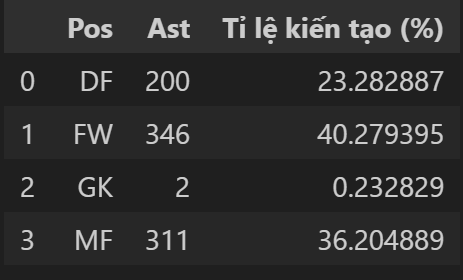 Pos Ast Tỉ lệ kiến tạo (%)
0 DF 200 23.282887
1 FW 346 40.279395
2 GK 2 0.232829
3 MF 311 36.204889